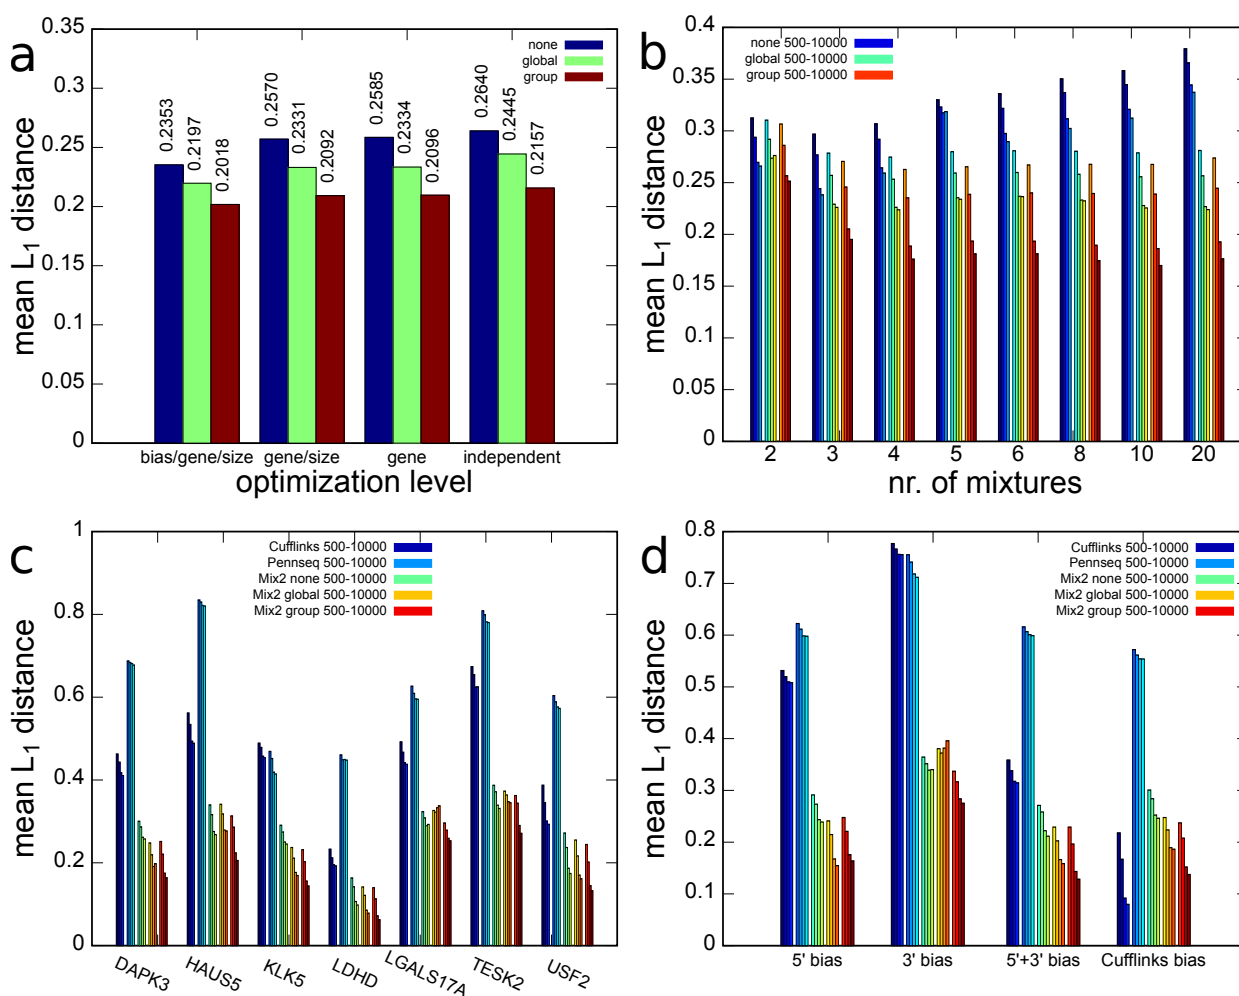 a
0.35
0.3
0.25
0.2
0.15
0.1
0.05
0
mean L1 distance
none
global
group
0.2353
0.2197
0.2018
0.2570
0.2331
0.2092
0.2585
0.2334
0.2096
0.2640
0.2445
0.2157
bias/gene/size gene/size gene independent
optimization level
b
0.4
0.35
0.3
0.25
0.2
0.15
0.1
0.05
0
mean L1 distance
none 500-10000
global 500-10000
group 500-10000
2 3 4 5 6 8 10 20
nr. of mixtures
c
1
0.8
0.6
0.4
0.2
0
mean L1 distance
Cufflinks 500-10000
Pennseq 500-10000
Mix2 none 500-10000
Mix2 global 500-10000
Mix2 group 500-10000
DAPK3 HAUS5 KLK5 LDHD LGALS17A TESK2 USF2
d
0.8
0.7
0.6
0.5
0.4
0.3
0.2
0.1
0
mean L1 distance
Cufflinks 500-10000
Pennseq 500-10000
Mix2 none 500-10000
Mix2 global 500-10000
Mix2 group 500-10000
5' bias 3' bias 5'+3' bias Cufflinks bias